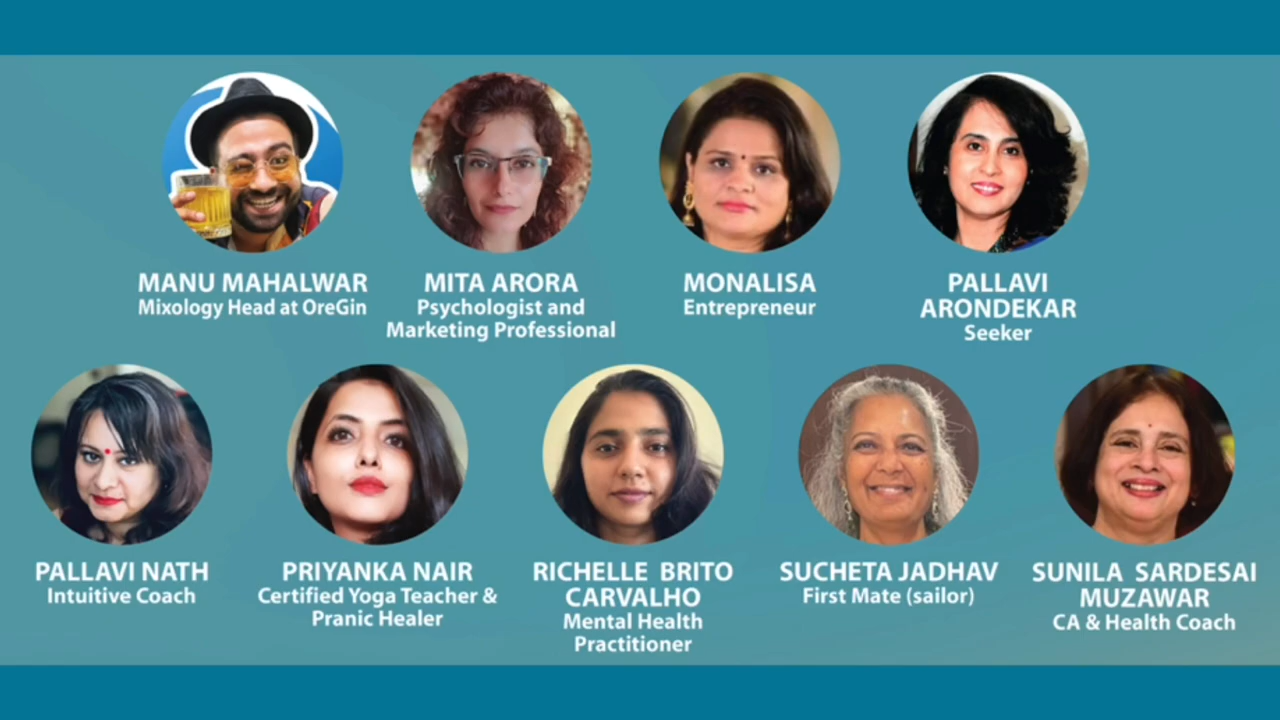 MANU MAHALWAR
Mixology Head at OreGin
MITA ARORA
Psychologist and
Marketing Professional
MONALISA
Entrepreneur
PALLAVI
ARONDEKAR
Seeker
PALLAVI NATH
Intuitive Coach
PRIYANKA NAIR
Certified Yoga Teacher &
Pranic Healer
RICHELLE BRITO
CARVALHO
Mental Health
Practitioner
SUCHETA JADHAV
First Mate (sailor)
SUNILA SARDESAI
MUZAWAR
CA & Health Coach